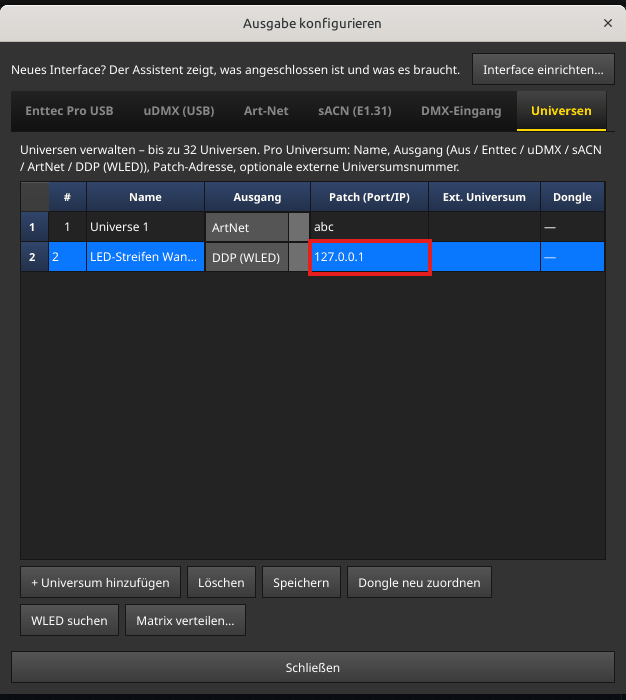 Ausgabe konfigurieren
×
Neues Interface? Der Assistent zeigt, was angeschlossen ist und was es braucht.
Interface einrichten...
Enttec Pro USB
uDMX (USB)
Art-Net
sACN (E1.31)
DMX-Eingang
Universen
Universen verwalten – bis zu 32 Universen. Pro Universum: Name, Ausgang (Aus / Enttec / uDMX / sACN
/ ArtNet / DDP (WLED)), Patch-Adresse, optionale externe Universumsnummer.
# Name Ausgang Patch (Port/IP) Ext. Universum Dongle
1 1 Universe 1 ArtNet abc —
2 2 LED-Streifen Wan... DDP (WLED) 127.0.0.1 —
+ Universum hinzufügen
Löschen
Speichern
Dongle neu zuordnen
WLED suchen
Matrix verteilen...
Schließen